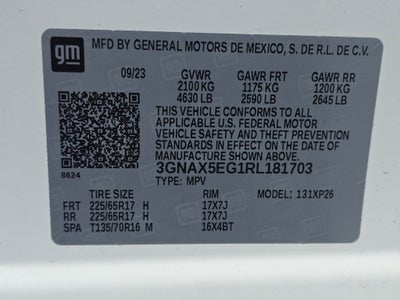 gm
MFD BY GENERAL MOTORS DE MEXICO, S. DE R.L. DE C.V.
09/23 GVWR GAWR FRT GAWR RR
2100 KG 1175 KG 1200 KG
4630 LB 2590 LB 2645 LB
THIS VEHICLE CONFORMS TO ALL
APPLICABLE U.S. FEDERAL MOTOR
VEHICLE SAFETY AND THEFT PREVENTION
STANDARDS IN EFFECT ON THE DATE OF
MANUFACTURE SHOWN ABOVE.
3GNAX5EG1RL181703
8624 TYPE: MPV
TIRE SIZE RIM MODEL: 131XP26
FRT 225/65R17 H 17X7J
RR 225/65R17 H 17X7J
SPA T135/70R16 M 16X4BT